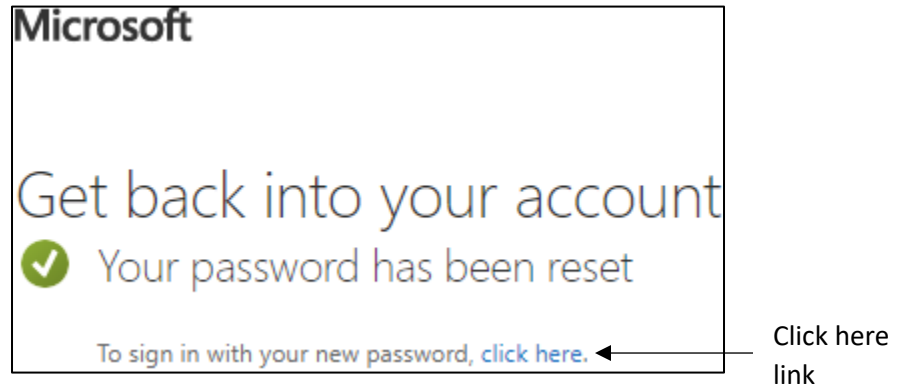 Microsoft
Get back into your account
Your password has been reset
To sign in with your new password, click here.
Click here
link